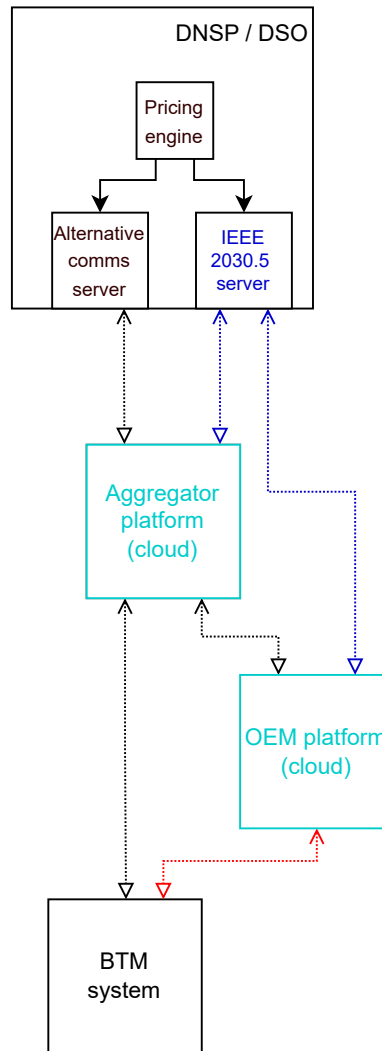 DNSP / DSO
Pricing
engine
Alternative
comms
server
IEEE
2030.5
server
Aggregator
platform
(cloud)
OEM platform
(cloud)
BTM
system